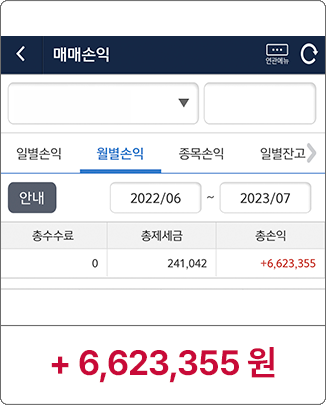 매매손익
연관메뉴
일별손익 월별손익 종목손익 일별잔고
안내 2022/06 ~ 2023/07
총수수료 총제세금 총손익
0 241,042 +6,623,355
+ 6,623,355 원